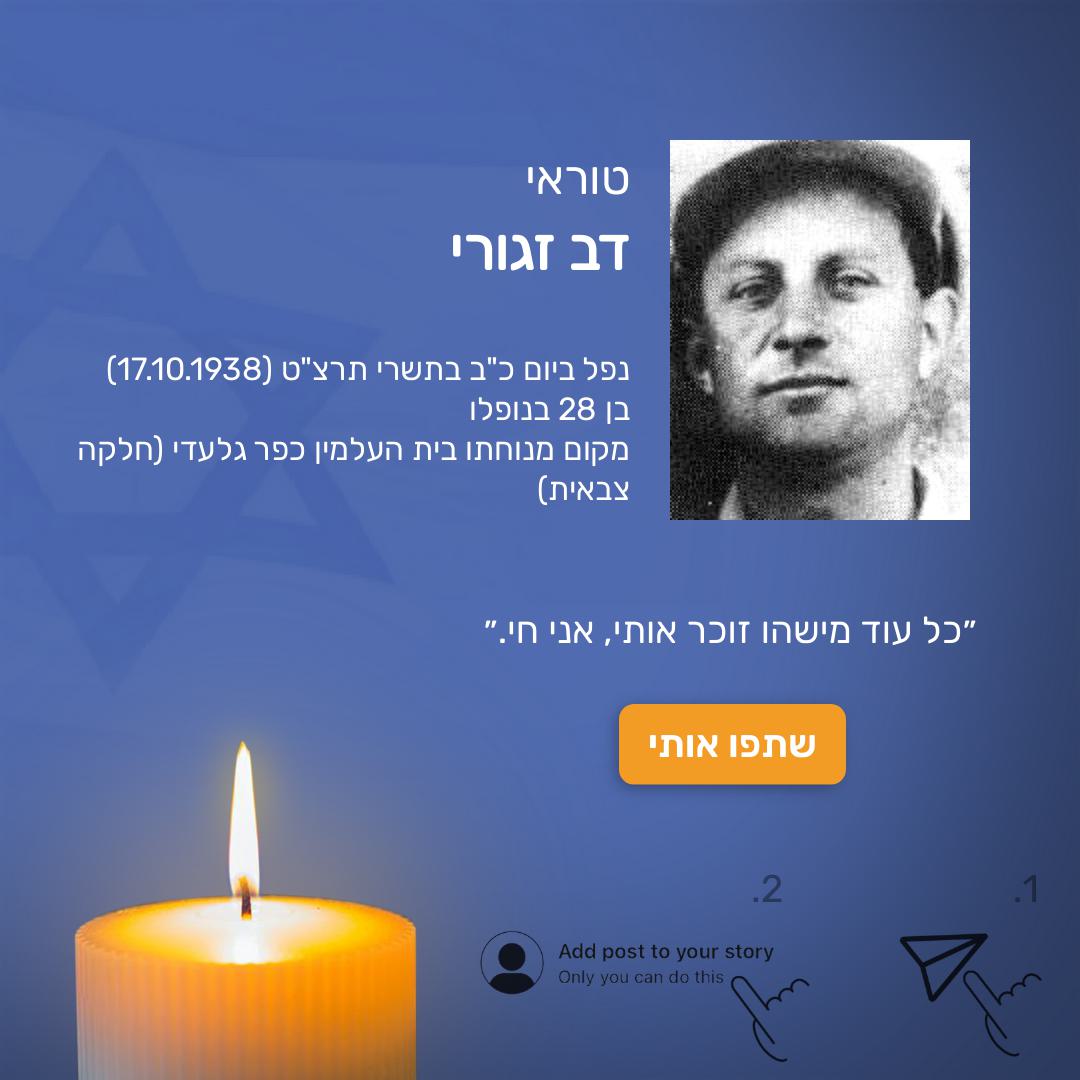 טוראי
דב זגורי
נפל ביום כ"ב בתשרי תרצ"ט (17.10.1938)
בן 28 בנופלו
מקום מנוחתו בית העלמין כפר גלעדי (חלקה
צבאית)
״כל עוד מישהו זוכר אותי, אני חי.״
שתפו אותי
1.
2.
Add post to your story
Only you can do this